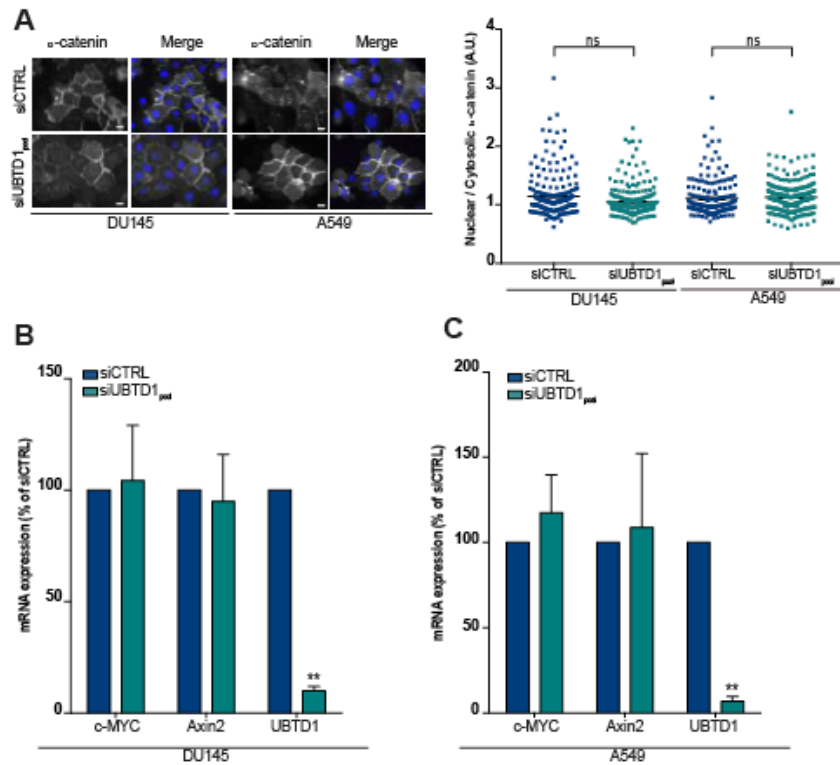 A
ɒ-catenin Merge ɒ-catenin Merge
siCTRL
siUBTD1pool
DU145 A549
Nuclear / Cytosolic ɒ-catenin (A.U.)
4
3
2
1
0
ns ns
siCTRL siUBTD1pool siCTRL siUBTD1pool
DU145 A549
B
siCTRL
siUBTD1pool
mRNA expression (% of siCTRL)
150
100
50
0
**
c-MYC Axin2 UBTD1
DU145
C
siCTRL
siUBTD1pool
mRNA expression (% of siCTRL)
200
150
100
50
0
**
c-MYC Axin2 UBTD1
A549